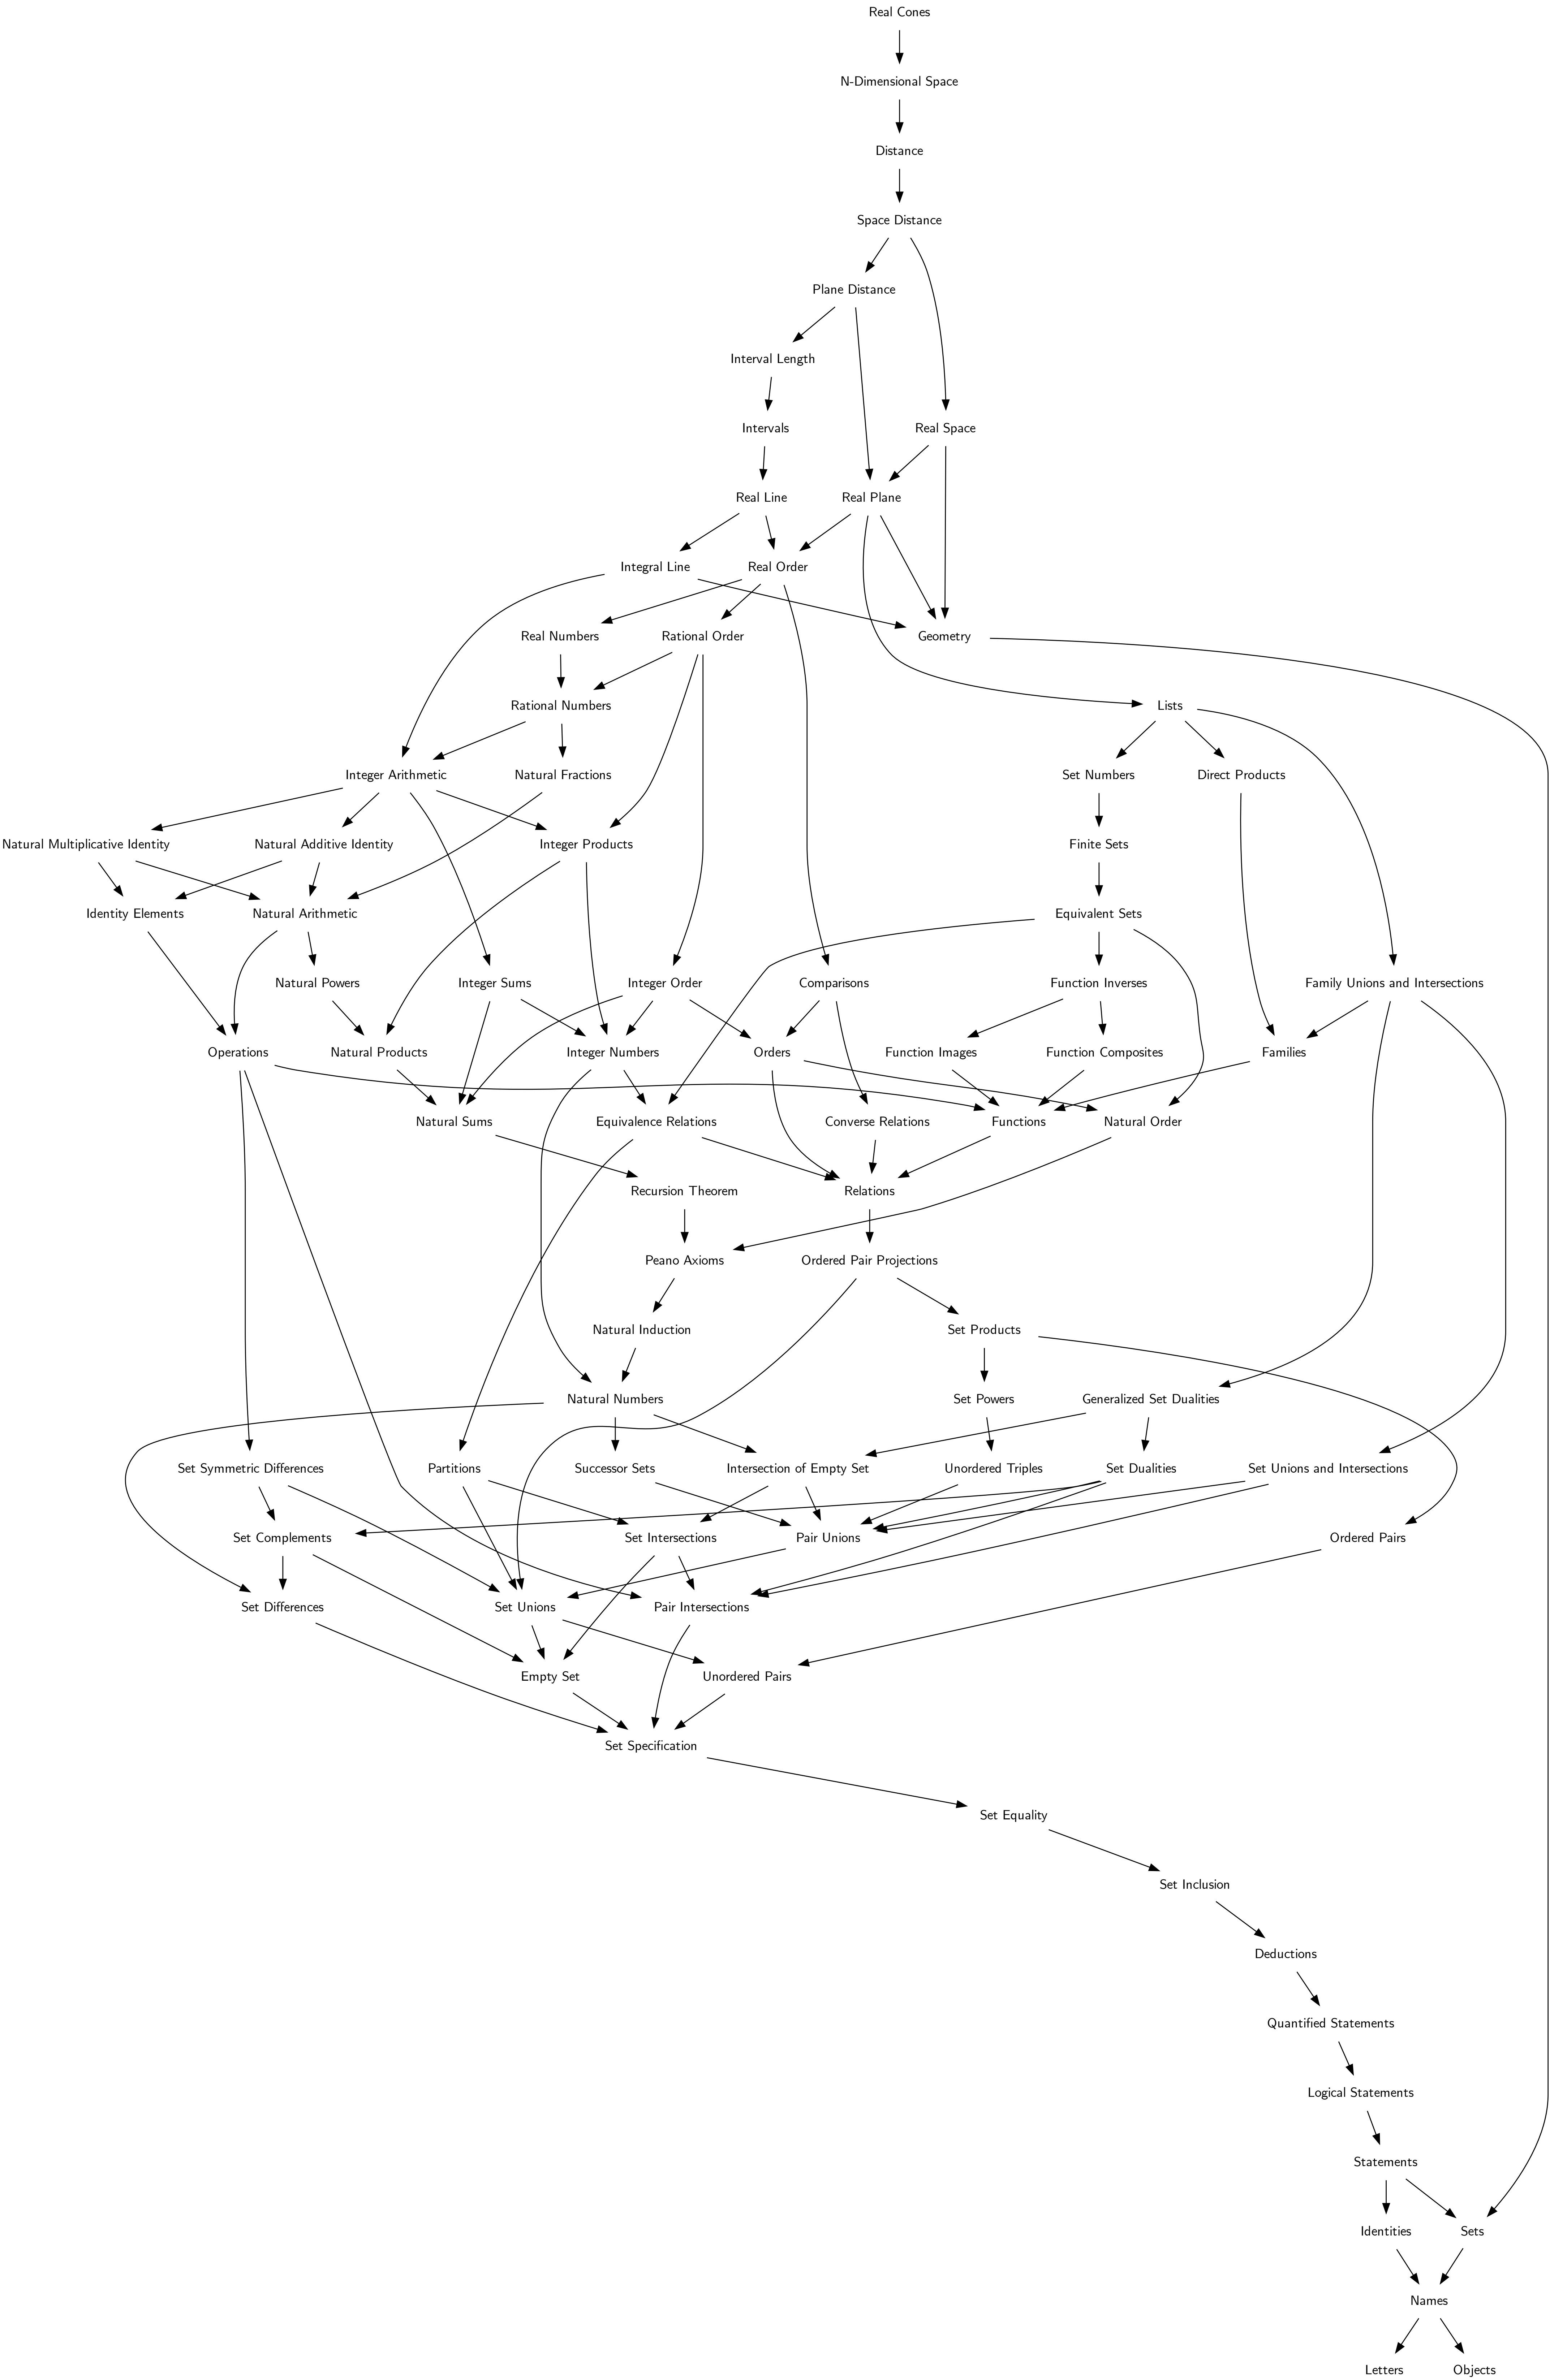 Real Cones
N-Dimensional Space
Distance
Space Distance
Plane Distance
Interval Length
Intervals
Real Space
Real Line
Real Plane
Integral Line
Real Order
Real Numbers
Rational Order
Geometry
Rational Numbers
Lists
Integer Arithmetic
Natural Fractions
Set Numbers
Direct Products
Natural Multiplicative Identity
Natural Additive Identity
Integer Products
Finite Sets
Identity Elements
Natural Arithmetic
Equivalent Sets
Natural Powers
Integer Sums
Integer Order
Comparisons
Function Inverses
Family Unions and Intersections
Operations
Natural Products
Integer Numbers
Orders
Function Images
Function Composites
Families
Natural Sums
Equivalence Relations
Converse Relations
Functions
Natural Order
Recursion Theorem
Relations
Peano Axioms
Ordered Pair Projections
Natural Induction
Set Products
Natural Numbers
Set Powers
Generalized Set Dualities
Set Symmetric Differences
Partitions
Successor Sets
Intersection of Empty Set
Unordered Triples
Set Dualities
Set Unions and Intersections
Set Complements
Set Intersections
Pair Unions
Ordered Pairs
Set Differences
Set Unions
Pair Intersections
Empty Set
Unordered Pairs
Set Specification
Set Equality
Set Inclusion
Deductions
Quantified Statements
Logical Statements
Statements
Identities
Sets
Names
Letters
Objects